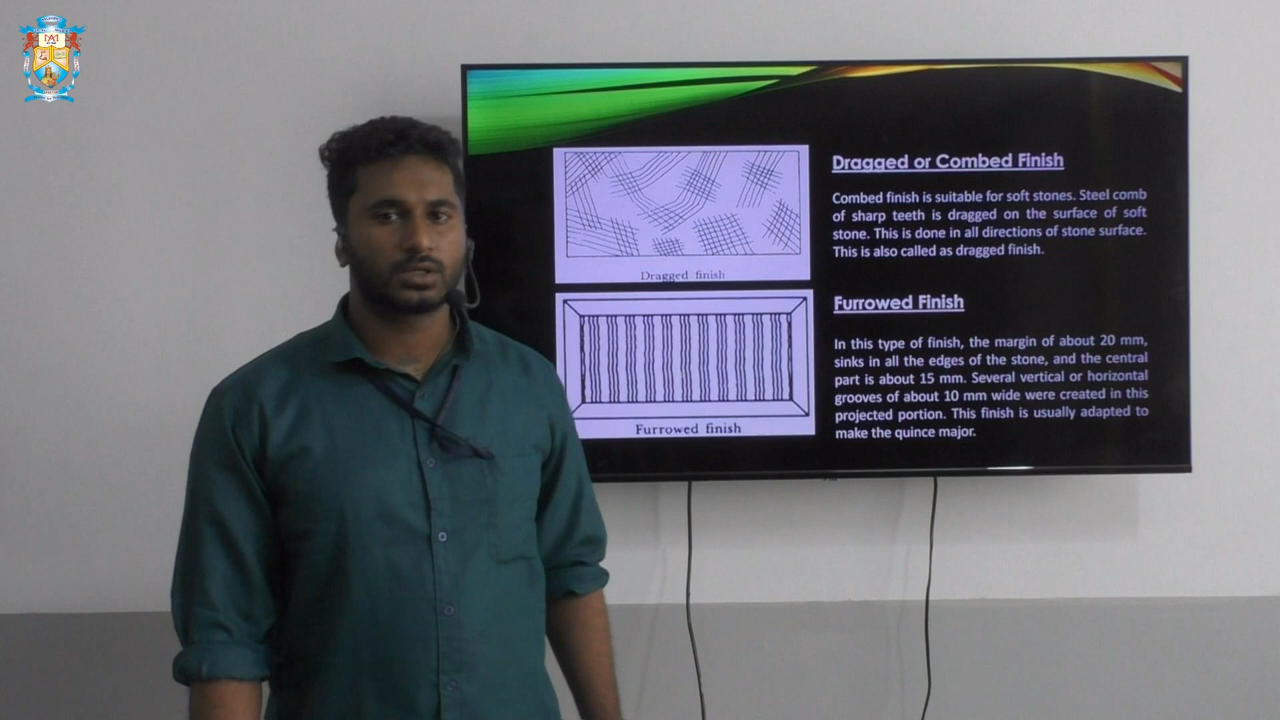 Dragged or Combed Finish
Combed finish is suitable for soft stones. Steel comb
of sharp teeth is dragged on the surface of soft
stone. This is done in all directions of stone surface.
This is also called as dragged finish.
Dragged finish
Furrowed Finish
In this type of finish, the margin of about 20 mm,
sinks in all the edges of the stone, and the central
part is about 15 mm. Several vertical or horizontal
grooves of about 10 mm wide were created in this
projected portion. This finish is usually adapted to
make the quince major.
Furrowed finish